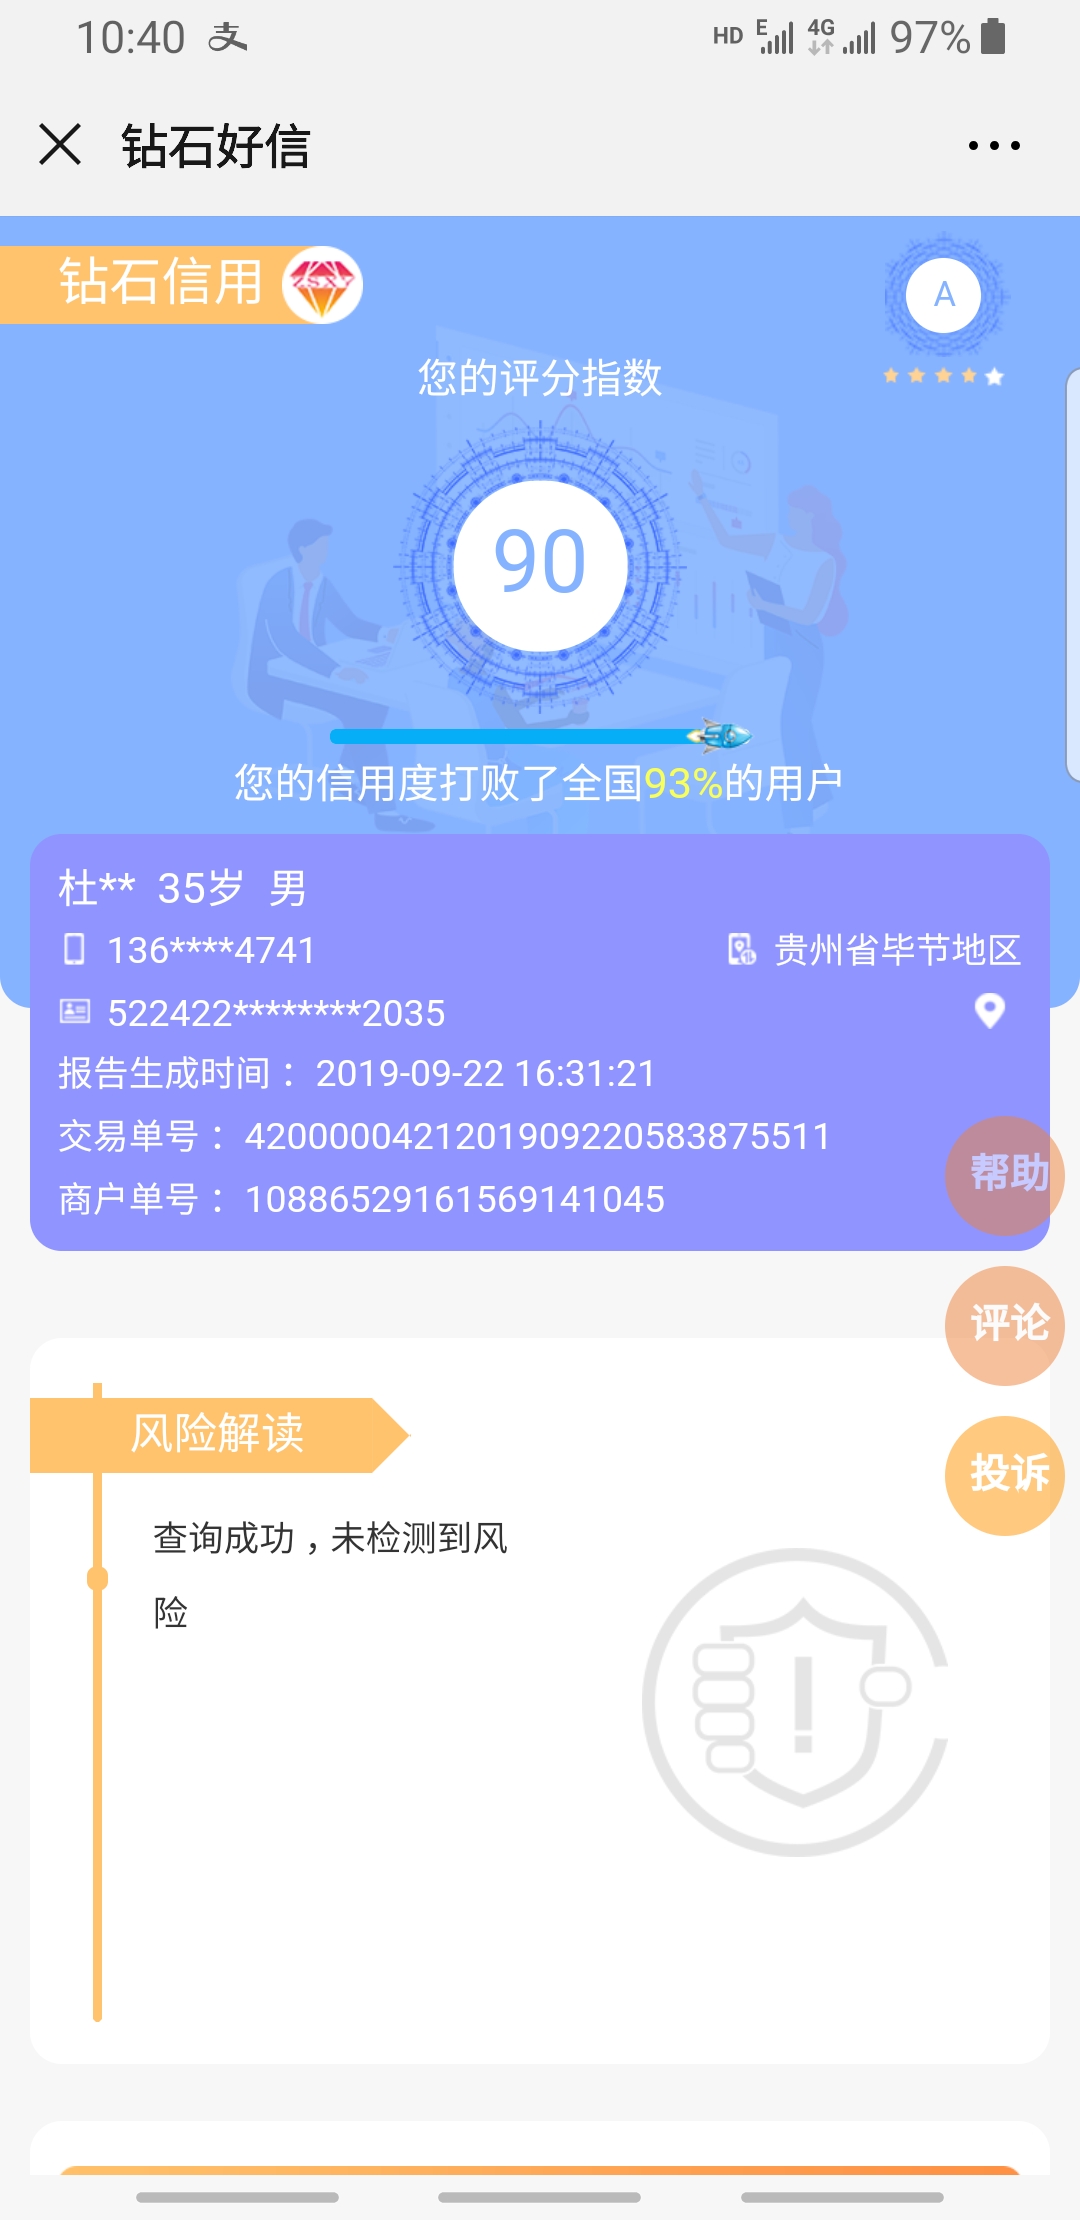 10:40 支 HD E 4G 97%
钻石好信
钻石信用
A
您的评分指数
90
您的信用度打败了全国93%的用户
杜** 35岁 男
136****4741 贵州省毕节地区
522422********2035
报告生成时间：2019-09-22 16:31:21
交易单号：4200000421201909220583875511
商户单号：10886529161569141045
帮助
评论
风险解读
投诉
查询成功，未检测到风
险